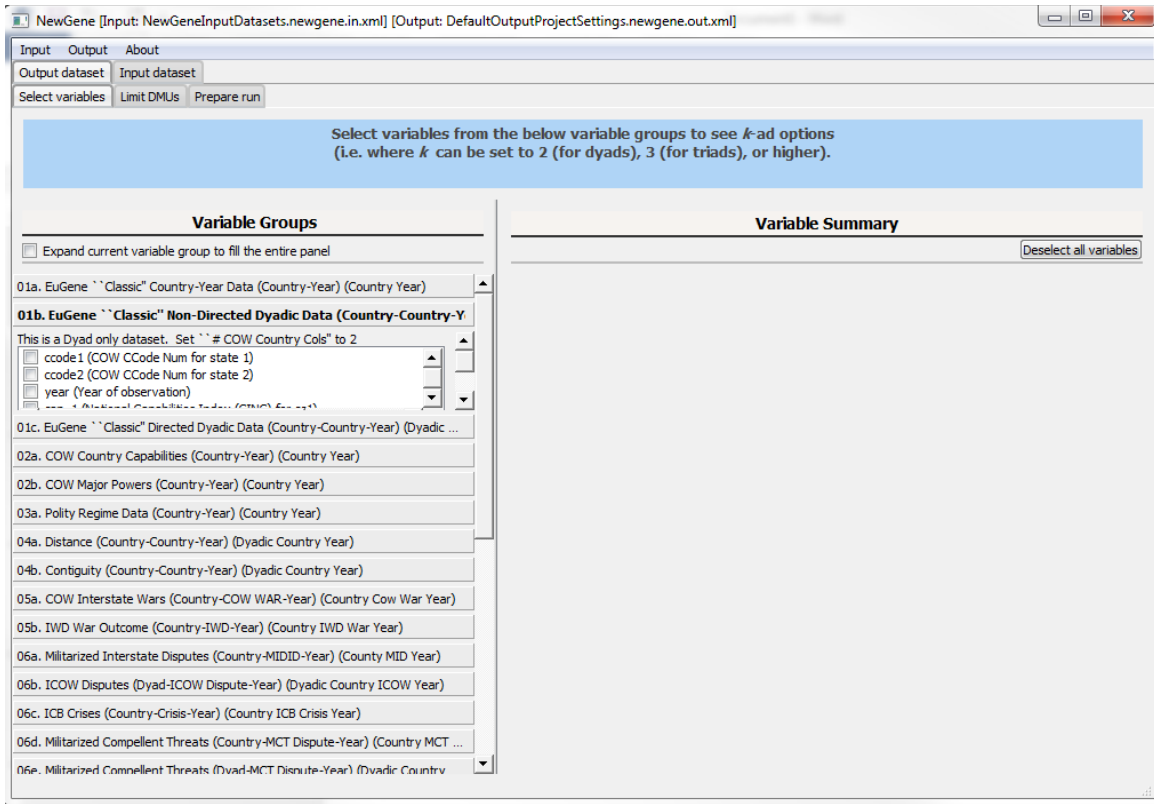 NewGene [Input: NewGeneInputDatasets.newgene.in.xml] [Output: DefaultOutputProjectSettings.newgene.out.xml]
Input Output About
Output dataset Input dataset
Select variables Limit DMUs Prepare run
Select variables from the below variable groups to see k-ad options
(i.e. where k can be set to 2 (for dyads), 3 (for triads), or higher).
Variable Groups
Expand current variable group to fill the entire panel
01a. EuGene ``Classic" Country-Year Data (Country-Year) (Country Year)
01b. EuGene ``Classic" Non-Directed Dyadic Data (Country-Country-Y
This is a Dyad only dataset. Set ``# COW Country Cols" to 2
ccode1 (COW CCode Num for state 1)
ccode2 (COW CCode Num for state 2)
year (Year of observation)
cap_1 (National Capabilities Index (CINC) for cc1)
01c. EuGene ``Classic" Directed Dyadic Data (Country-Country-Year) (Dyadic ...
02a. COW Country Capabilities (Country-Year) (Country Year)
02b. COW Major Powers (Country-Year) (Country Year)
03a. Polity Regime Data (Country-Year) (Country Year)
04a. Distance (Country-Country-Year) (Dyadic Country Year)
04b. Contiguity (Country-Country-Year) (Dyadic Country Year)
05a. COW Interstate Wars (Country-COW WAR-Year) (Country Cow War Year)
05b. IWD War Outcome (Country-IWD-Year) (Country IWD War Year)
06a. Militarized Interstate Disputes (Country-MIDID-Year) (County MID Year)
06b. ICOW Disputes (Dyad-ICOW Dispute-Year) (Dyadic Country ICOW Year)
06c. ICB Crises (Country-Crisis-Year) (Country ICB Crisis Year)
06d. Militarized Compellent Threats (Country-MCT Dispute-Year) (Country MCT ...
06e. Militarized Compellent Threats (Dyad-MCT Dispute-Year) (Dyadic Country
Variable Summary
Deselect all variables